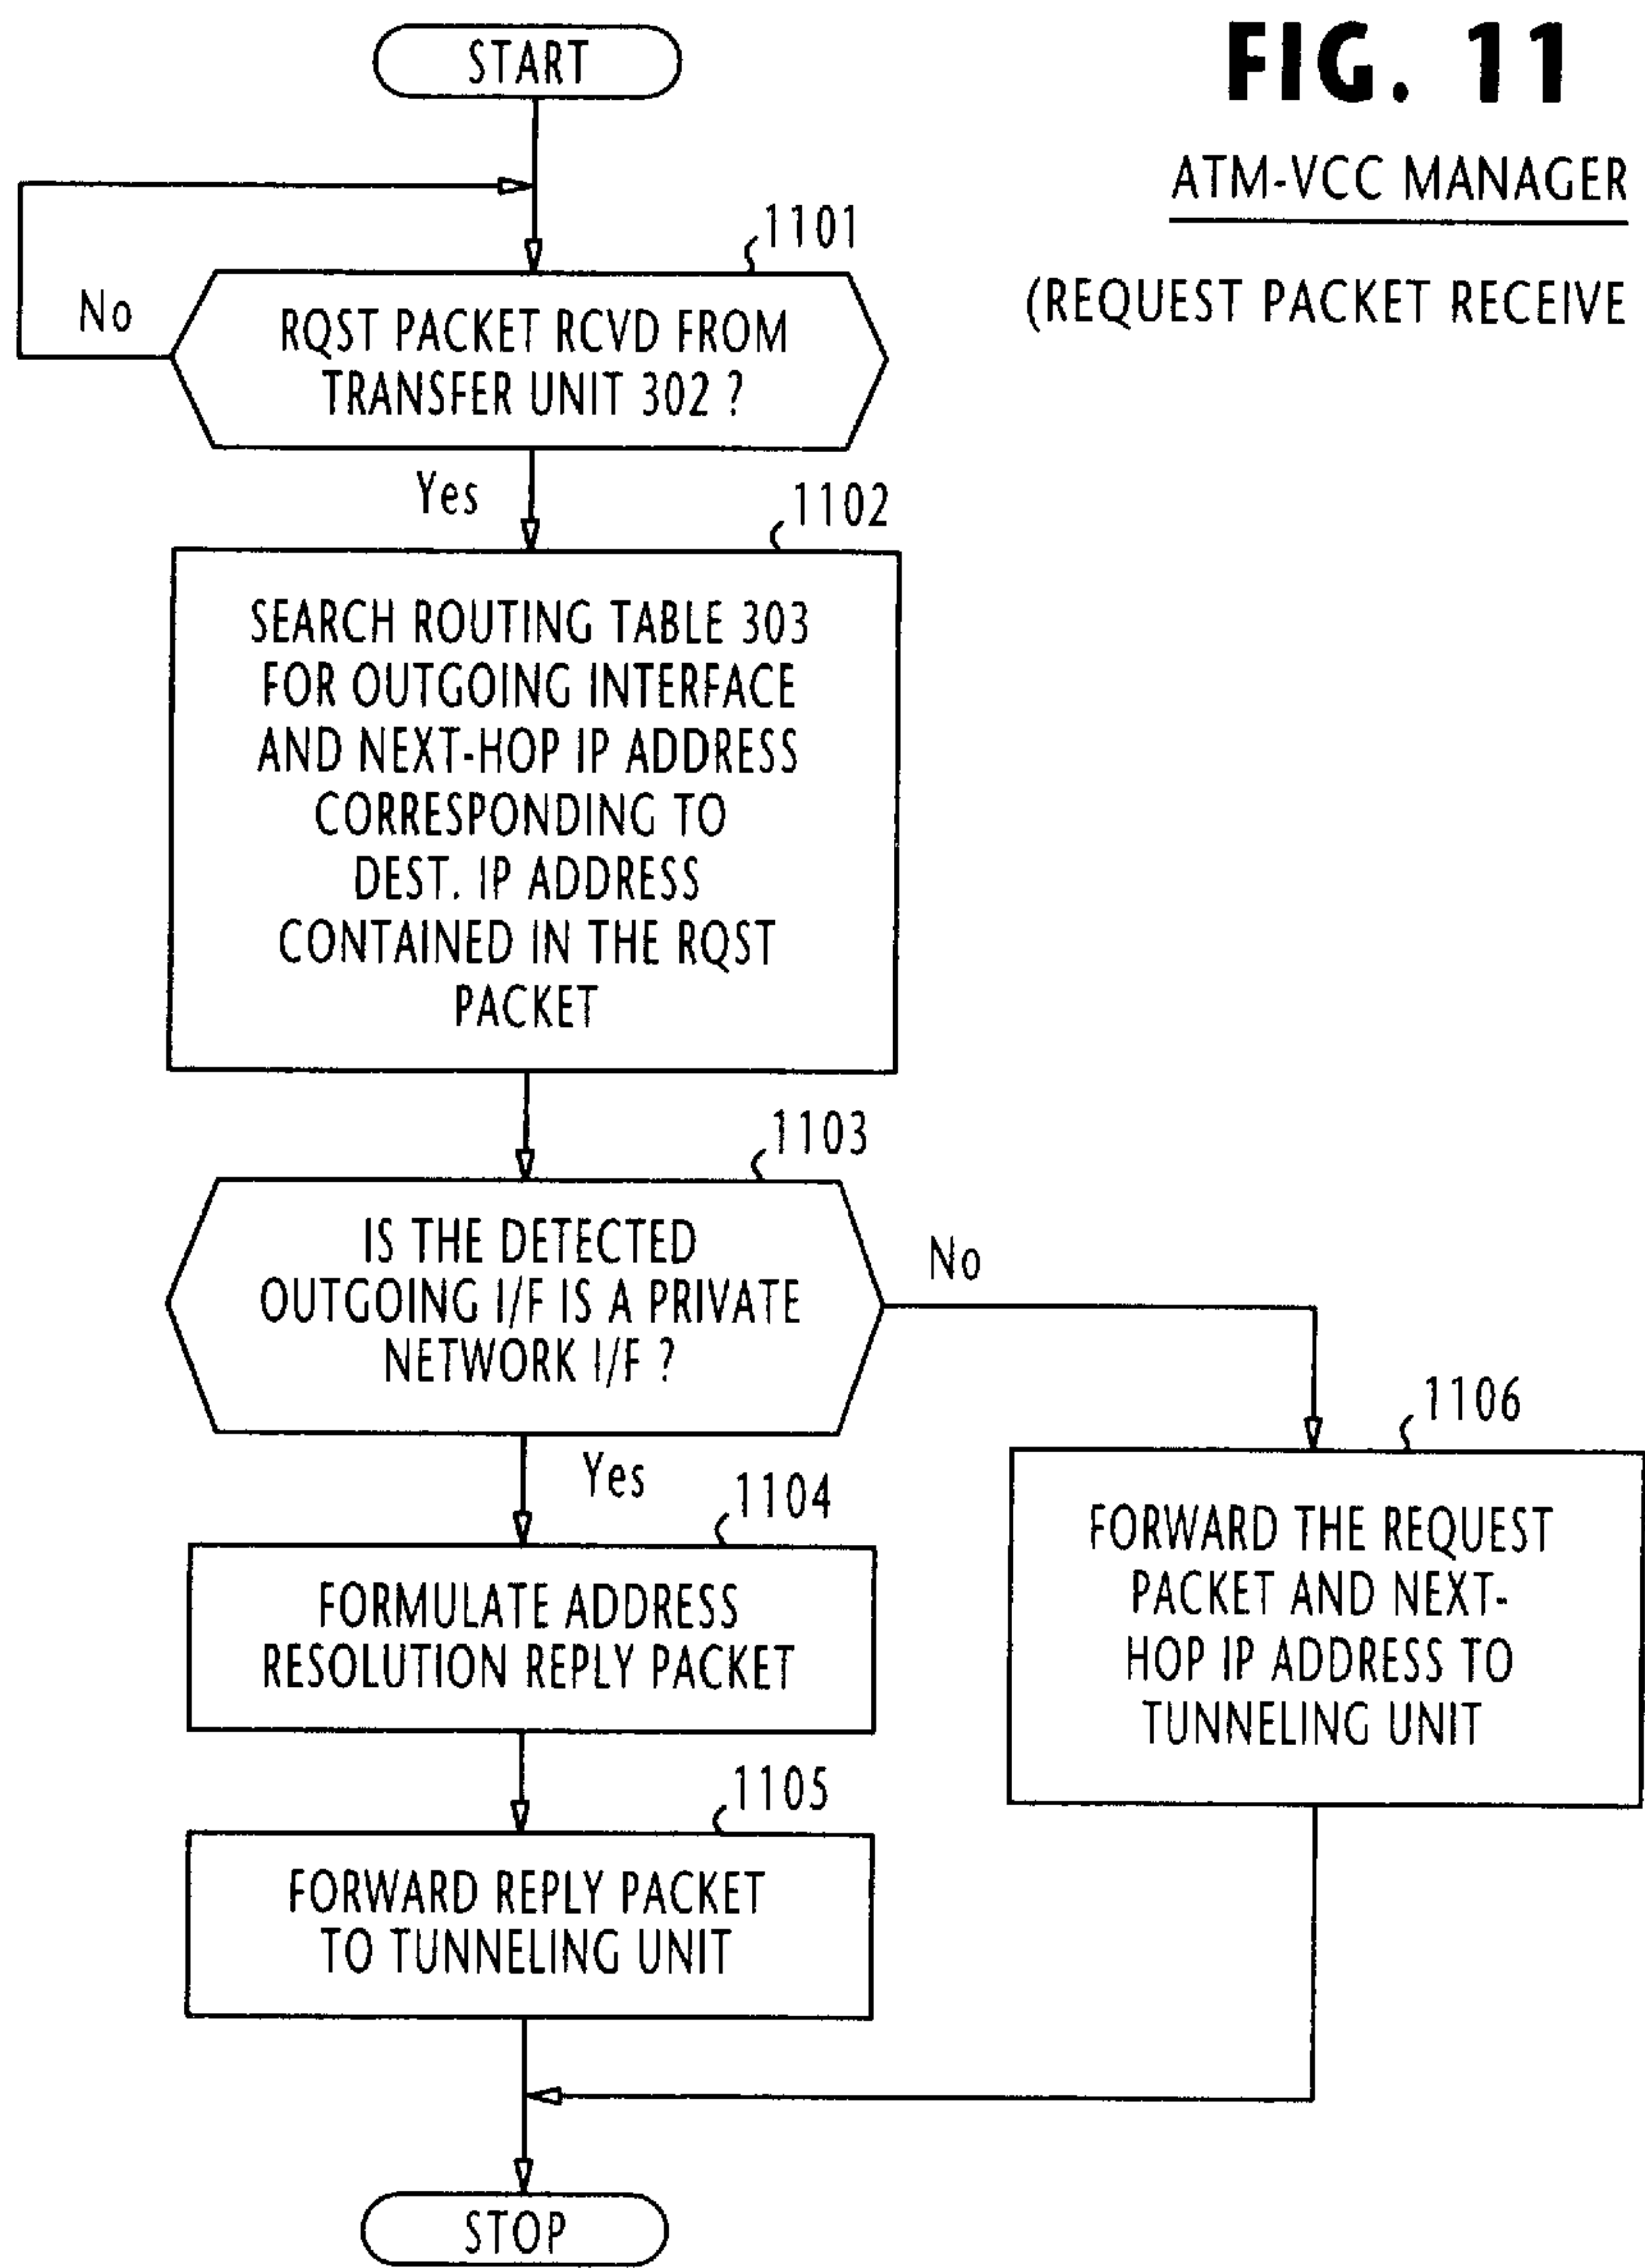 FIG. 11
ATM-VCC MANAGER
(REQUEST PACKET RECEIVE
START
1101
No
RQST PACKET RCVD FROM
TRANSFER UNIT 302 ?
Yes
1102
SEARCH ROUTING TABLE 303
FOR OUTGOING INTERFACE
AND NEXT-HOP IP ADDRESS
CORRESPONDING TO
DEST. IP ADDRESS
CONTAINED IN THE RQST
PACKET
1103
IS THE DETECTED
OUTGOING I/F IS A PRIVATE
NETWORK I/F ?
No
Yes
1104
FORMULATE ADDRESS
RESOLUTION REPLY PACKET
1105
FORWARD REPLY PACKET
TO TUNNELING UNIT
1106
FORWARD THE REQUEST
PACKET AND NEXT-
HOP IP ADDRESS TO
TUNNELING UNIT
STOP